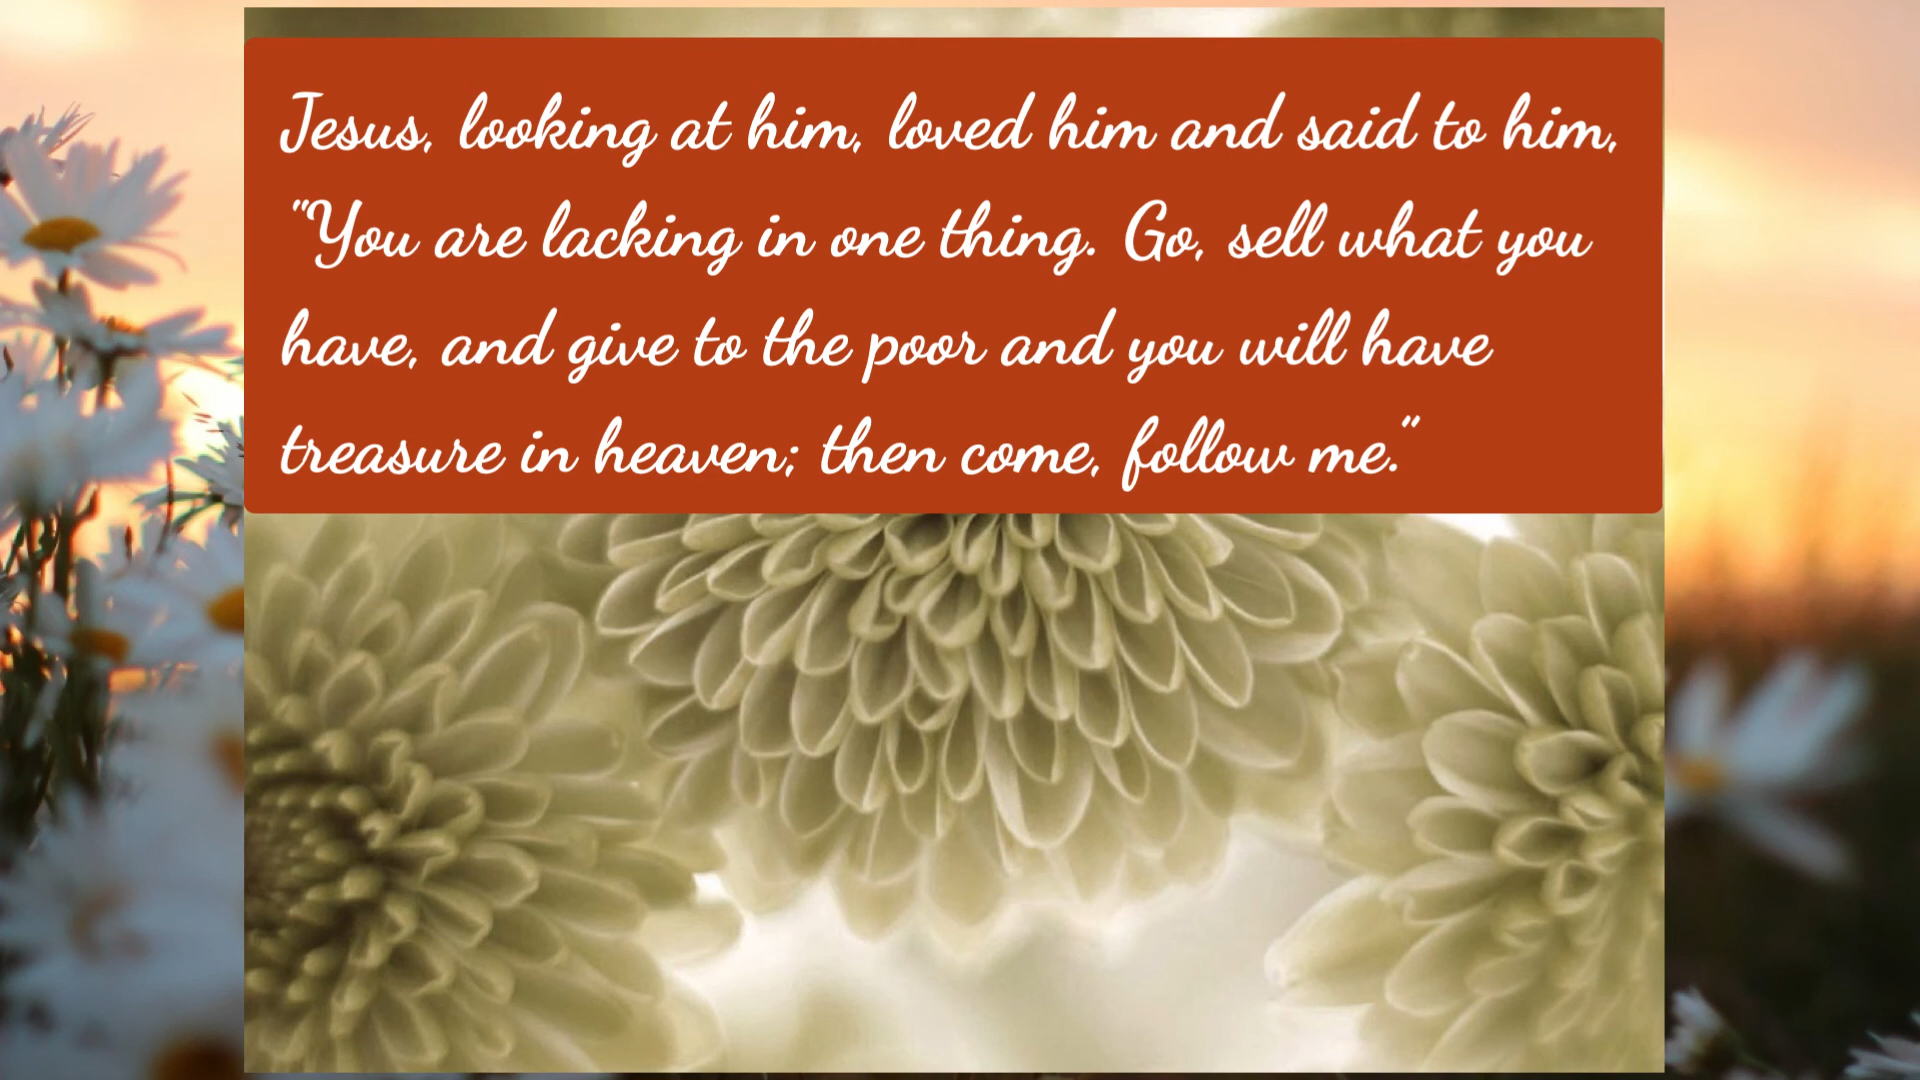 Jesus, looking at him, loved him and said to him,
"You are lacking in one thing. Go, sell what you
have, and give to the poor and you will have
treasure in heaven; then come, follow me."